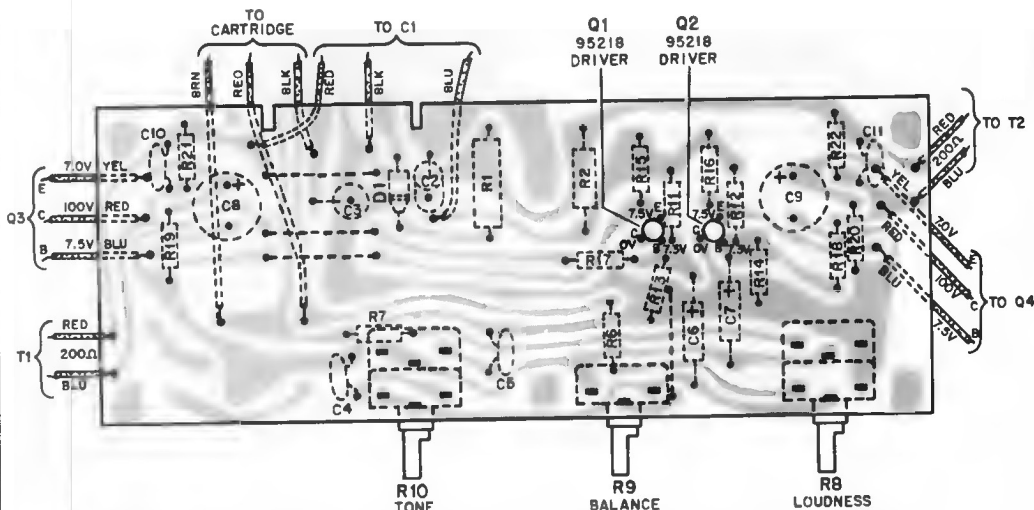 TO
CARTRIDGE
TO C1
Q1
95218
DRIVER
Q2
95218
DRIVER
BRN
RED
BLK
RED
BLK
BLU
C10
R21
C8
C3
D1
C2
R1
R2
R15
R11
R16
R12
C9
R22
C11
RED
200Ω
BLU
TO T2
Q3
7.0V YEL
E
100V RED
C
7.5V BLU
B
R19
7.5V
E
C
0V
B
7.3V
7.5V
E
C
0V
B
7.3V
R17
R13
R14
R18
R20
YEL
RED
BLU
7.0V
E
100V
C
7.5V
B
TO Q4
T1
RED
200Ω
BLU
R7
C4
C5
R6
C6
C7
R10
TONE
R9
BALANCE
R8
LOUDNESS